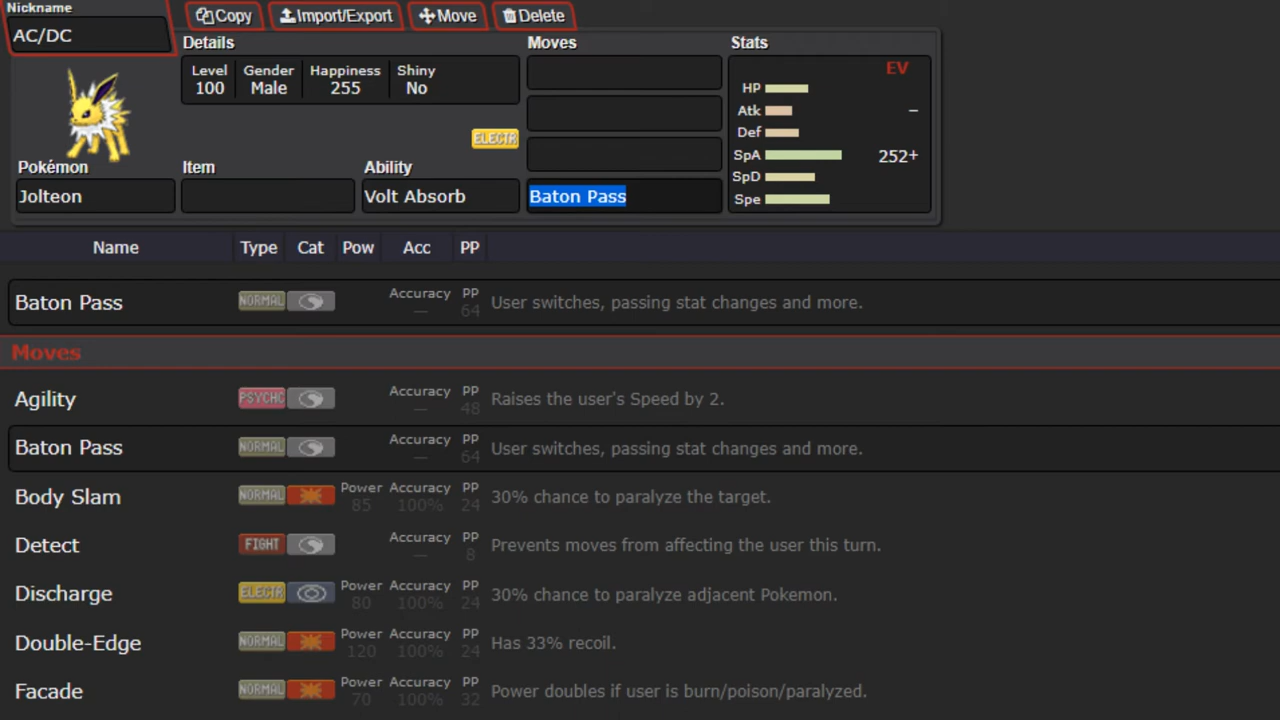 Nickname
AC/DC
Copy Import/Export Move Delete
Details Moves Stats
Level Gender Happiness Shiny
100 Male 255 No
EV
HP
Atk –
Def
SpA 252+
SpD
Spe
ELECTR
Pokémon Item Ability
Jolteon Volt Absorb Baton Pass
Name Type Cat Pow Acc PP
Baton Pass NORMAL Accuracy — PP 64 User switches, passing stat changes and more.
Moves
Agility PSYCHC Accuracy — PP 48 Raises the user's Speed by 2.
Baton Pass NORMAL Accuracy — PP 64 User switches, passing stat changes and more.
Body Slam NORMAL Power 85 Accuracy 100% PP 24 30% chance to paralyze the target.
Detect FIGHT Accuracy — PP 8 Prevents moves from affecting the user this turn.
Discharge ELECTR Power 80 Accuracy 100% PP 24 30% chance to paralyze adjacent Pokemon.
Double-Edge NORMAL Power 120 Accuracy 100% PP 24 Has 33% recoil.
Facade NORMAL Power 70 Accuracy 100% PP 32 Power doubles if user is burn/poison/paralyzed.